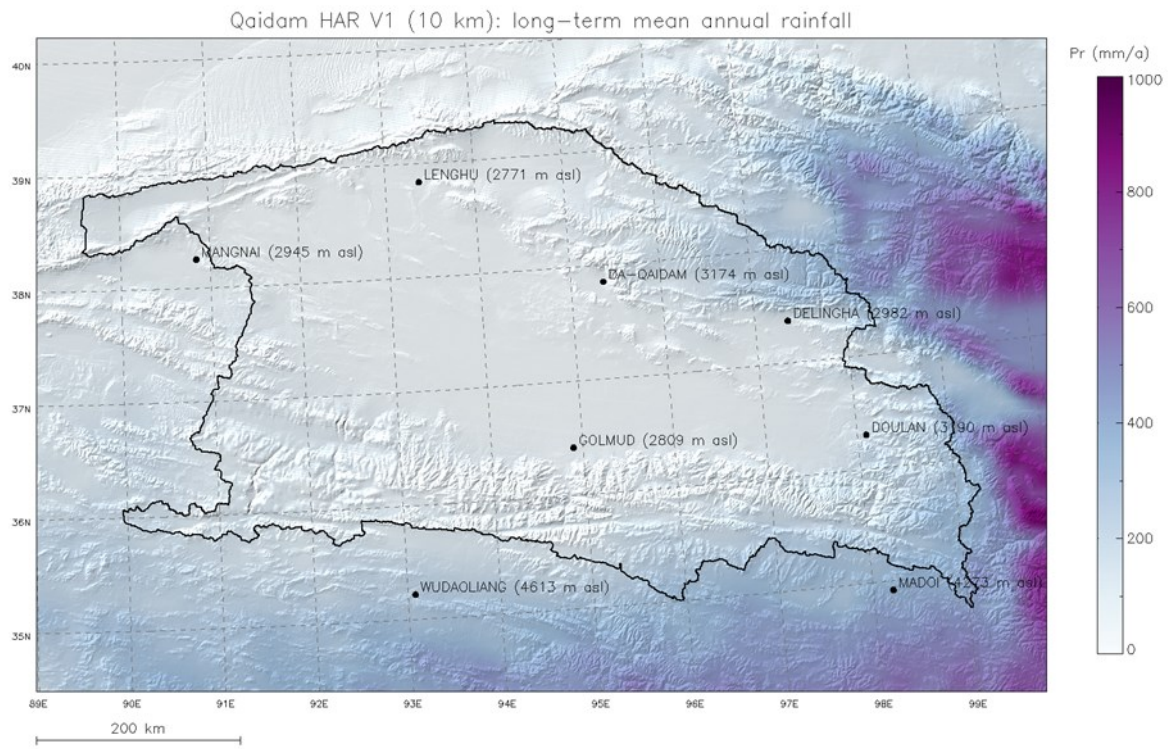 Qaidam HAR V1 (10 km): long-term mean annual rainfall
Pr (mm/a)
40N
39N
38N
37N
36N
35N
1000
800
600
400
200
0
LENGHU (2771 m asl)
MANGNAI (2945 m asl)
DA-QAIDAM (3174 m asl)
DELINGHA (2982 m asl)
DOULAN (3190 m asl)
GOLMUD (2809 m asl)
WUDAOLIANG (4613 m asl)
MADOI (4273 m asl)
89E 90E 91E 92E 93E 94E 95E 96E 97E 98E 99E
200 km